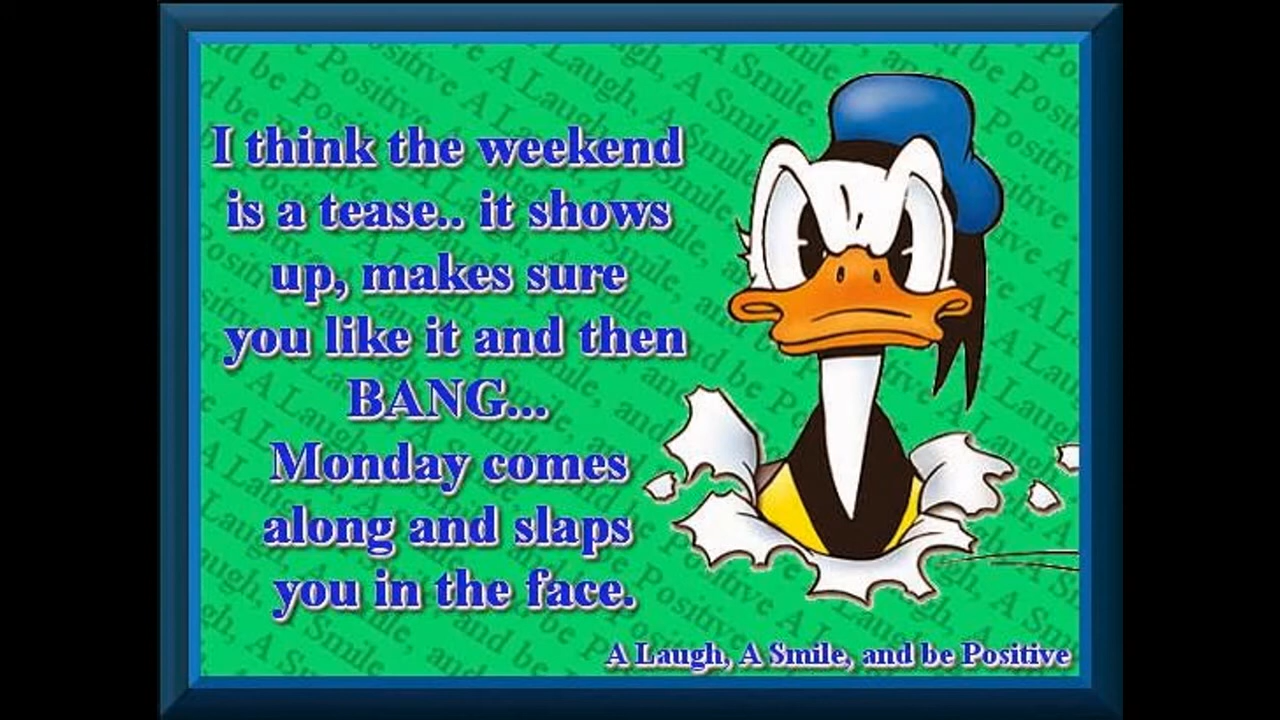 I think the weekend
is a tease.. it shows
up, makes sure
you like it and then
BANG...
Monday comes
along and slaps
you in the face.
A Laugh, A Smile, and be Positive